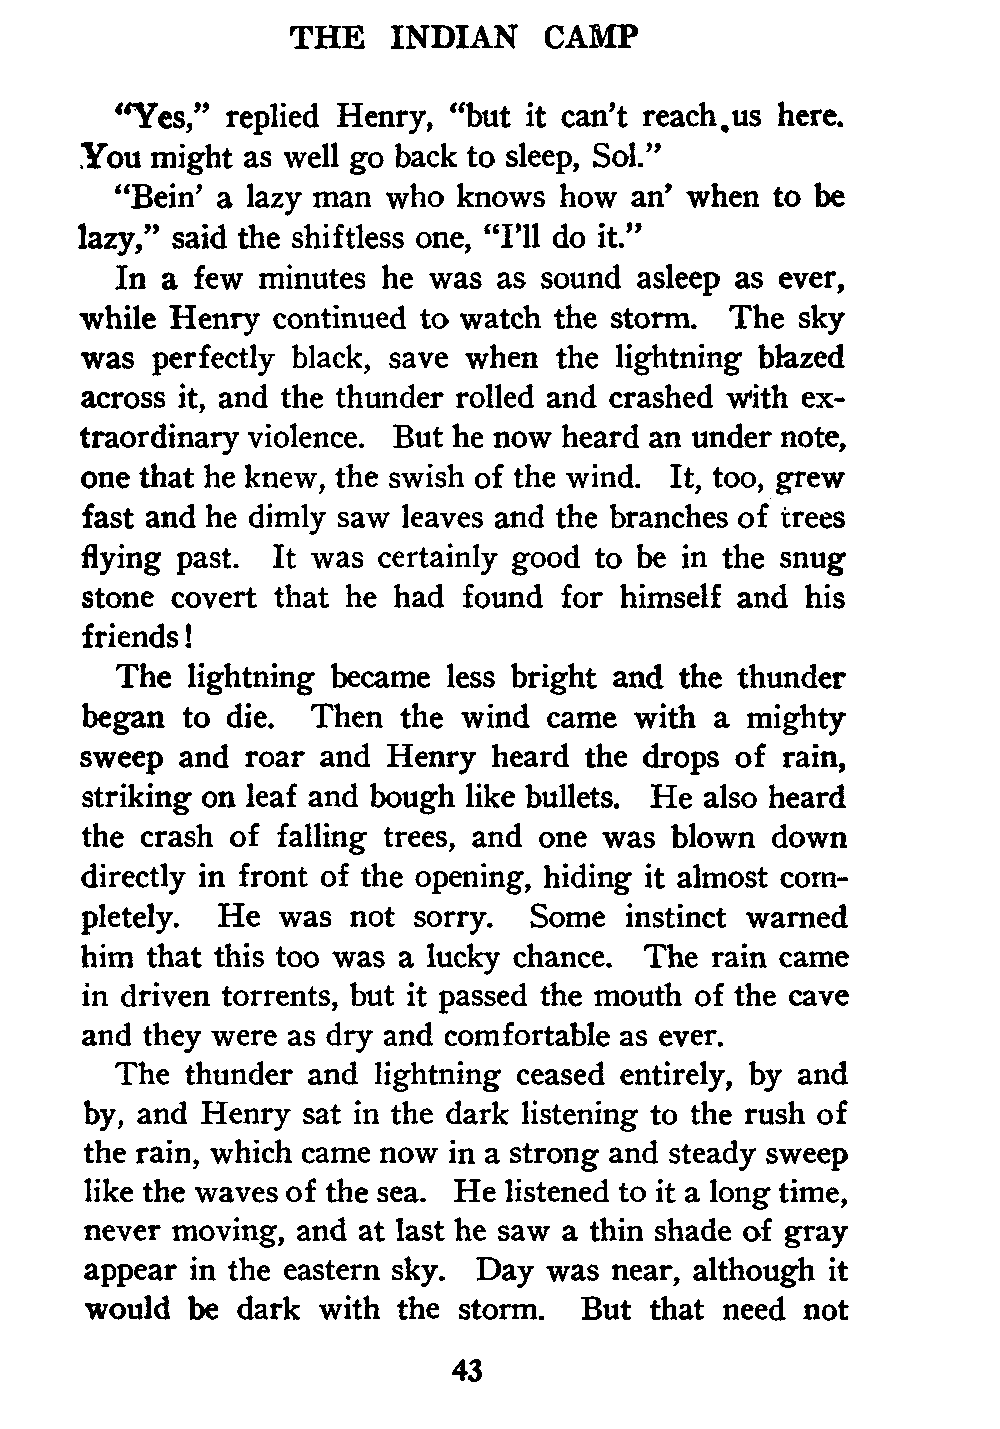 THE INDIAN CAMP
“Yes,” replied Henry, “but it can’t reach us here.
You might as well go back to sleep, Sol.”
“Bein’ a lazy man who knows how an’ when to be
lazy,” said the shiftless one, “I’ll do it.”
In a few minutes he was as sound asleep as ever,
while Henry continued to watch the storm. The sky
was perfectly black, save when the lightning blazed
across it, and the thunder rolled and crashed with ex-
traordinary violence. But he now heard an under note,
one that he knew, the swish of the wind. It, too, grew
fast and he dimly saw leaves and the branches of trees
flying past. It was certainly good to be in the snug
stone covert that he had found for himself and his
friends!
The lightning became less bright and the thunder
began to die. Then the wind came with a mighty
sweep and roar and Henry heard the drops of rain,
striking on leaf and bough like bullets. He also heard
the crash of falling trees, and one was blown down
directly in front of the opening, hiding it almost com-
pletely. He was not sorry. Some instinct warned
him that this too was a lucky chance. The rain came
in driven torrents, but it passed the mouth of the cave
and they were as dry and comfortable as ever.
The thunder and lightning ceased entirely, by and
by, and Henry sat in the dark listening to the rush of
the rain, which came now in a strong and steady sweep
like the waves of the sea. He listened to it a long time,
never moving, and at last he saw a thin shade of gray
appear in the eastern sky. Day was near, although it
would be dark with the storm. But that need not
43